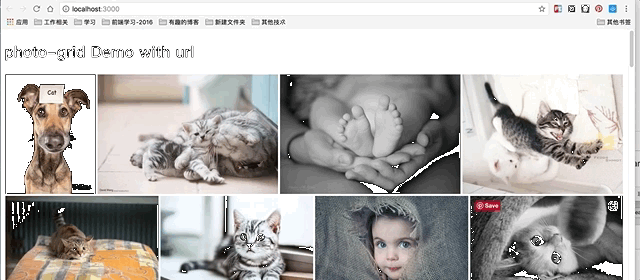 localhost:3000
应用 工作相关 学习 前端学习-2016 有趣的博客 新建文件夹 其他技术 其他书签
photo-grid Demo with url
Cat
Save